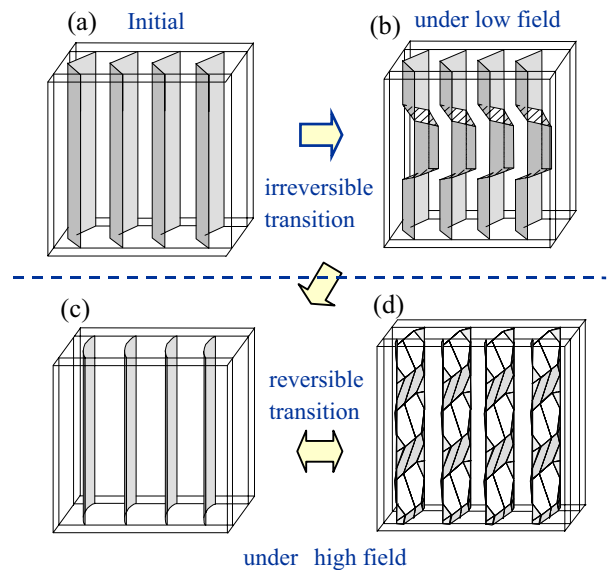 (a)
Initial
(b)
under low field
irreversible
transition
(c)
(d)
reversible
transition
under high field